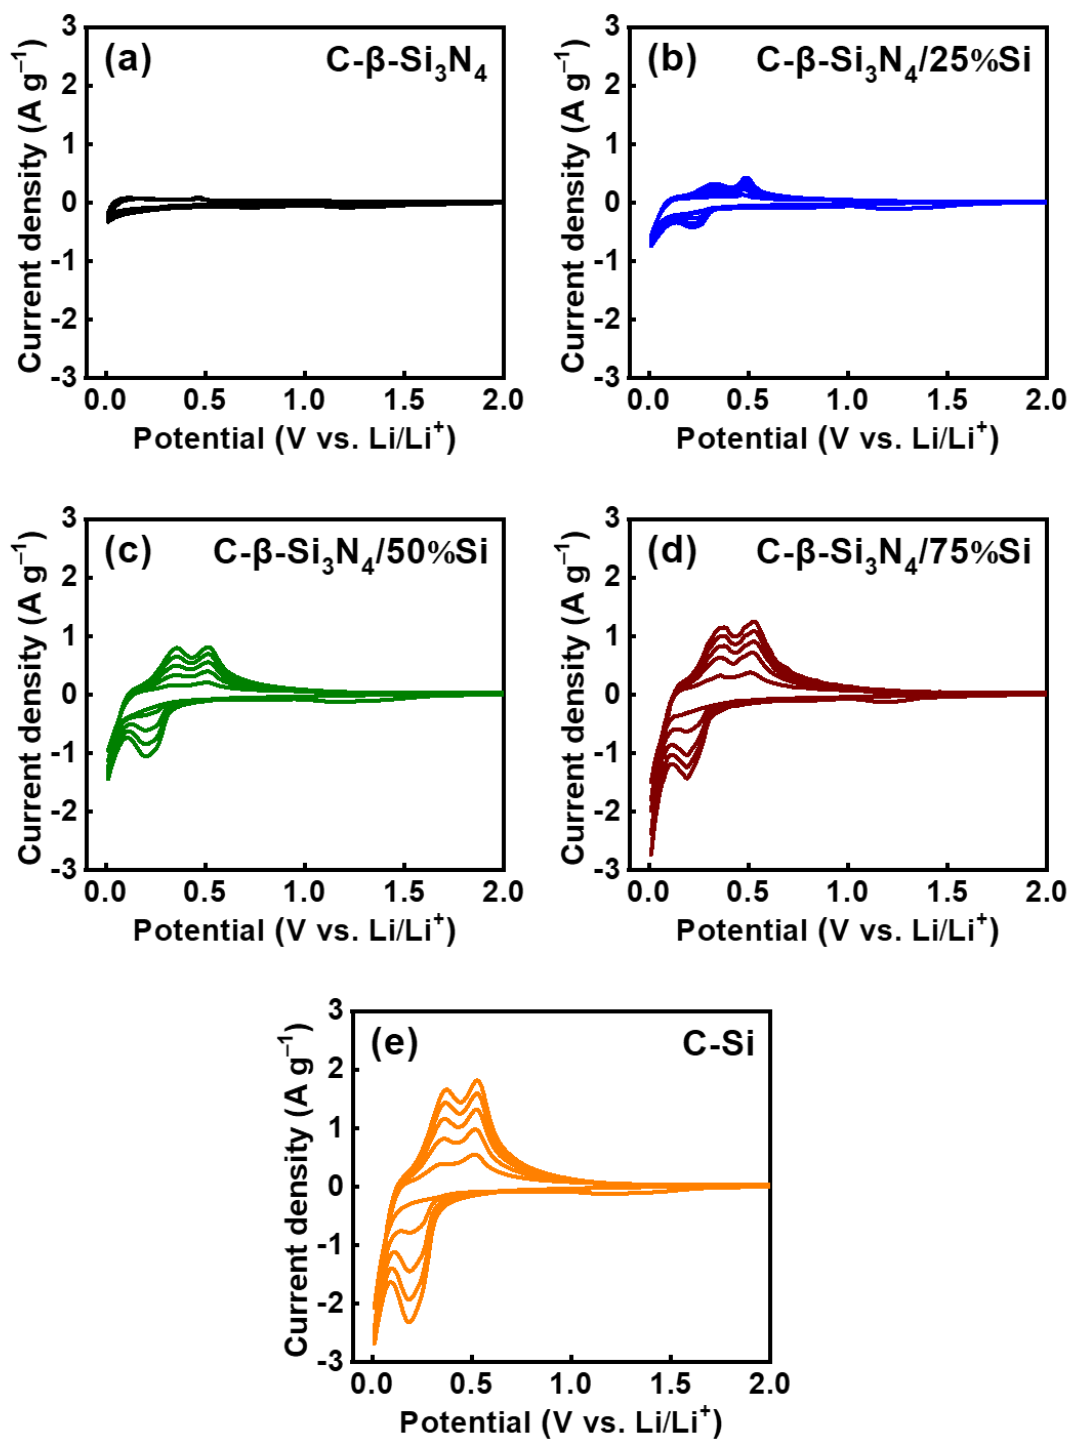 (a) C-β-Si₃N₄
3
2
1
0
-1
-2
-3
Current density (A g⁻¹)
0.0 0.5 1.0 1.5 2.0
Potential (V vs. Li/Li⁺)
(b) C-β-Si₃N₄/25%Si
3
2
1
0
-1
-2
-3
Current density (A g⁻¹)
0.0 0.5 1.0 1.5 2.0
Potential (V vs. Li/Li⁺)
(c) C-β-Si₃N₄/50%Si
3
2
1
0
-1
-2
-3
Current density (A g⁻¹)
0.0 0.5 1.0 1.5 2.0
Potential (V vs. Li/Li⁺)
(d) C-β-Si₃N₄/75%Si
3
2
1
0
-1
-2
-3
Current density (A g⁻¹)
0.0 0.5 1.0 1.5 2.0
Potential (V vs. Li/Li⁺)
(e) C-Si
3
2
1
0
-1
-2
-3
Current density (A g⁻¹)
0.0 0.5 1.0 1.5 2.0
Potential (V vs. Li/Li⁺)